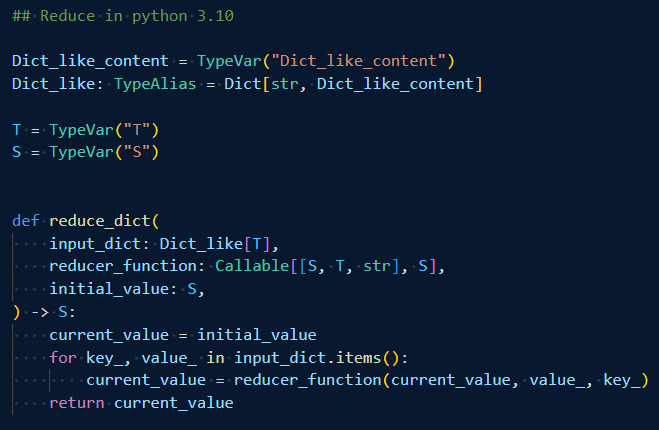 ## Reduce in python 3.10

Dict_like_content = TypeVar("Dict_like_content")
Dict_like: TypeAlias = Dict[str, Dict_like_content]

T = TypeVar("T")
S = TypeVar("S")


def reduce_dict(
    input_dict: Dict_like[T],
    reducer_function: Callable[[S, T, str], S],
    initial_value: S,
) -> S:
    current_value = initial_value
    for key_, value_ in input_dict.items():
        current_value = reducer_function(current_value, value_, key_)
    return current_value